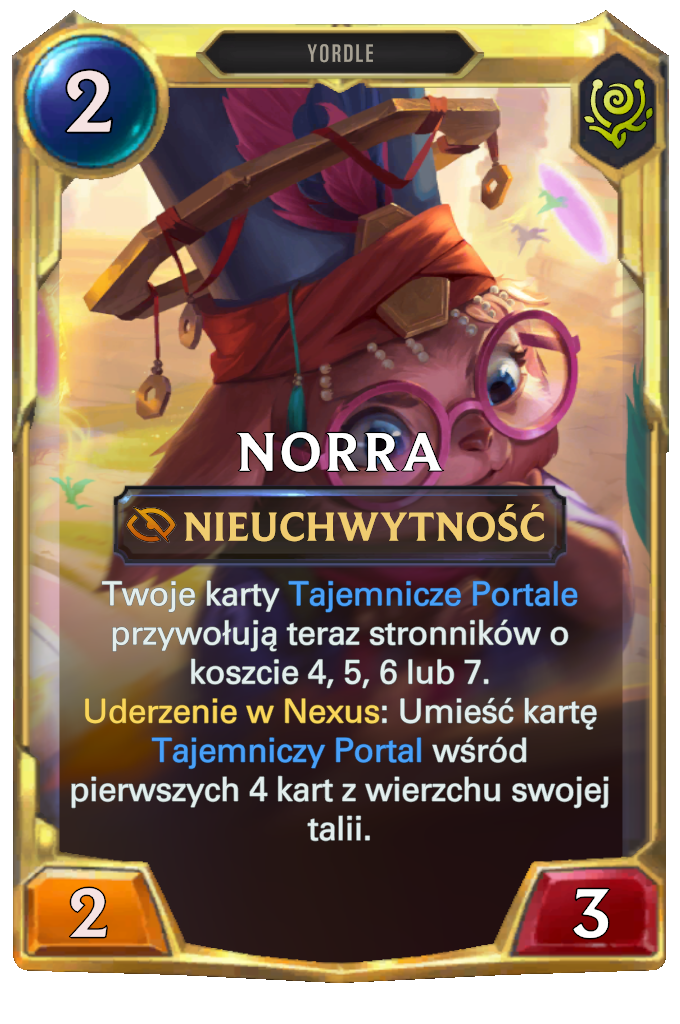 YORDLE
2
NORRA
NIEUCHWYTNOŚĆ
Twoje karty Tajemnicze Portale
przywołują teraz stronników o
koszcie 4, 5, 6 lub 7.
Uderzenie w Nexus: Umieść kartę
Tajemniczy Portal wśród
pierwszych 4 kart z wierzchu swojej
talii.
2
3